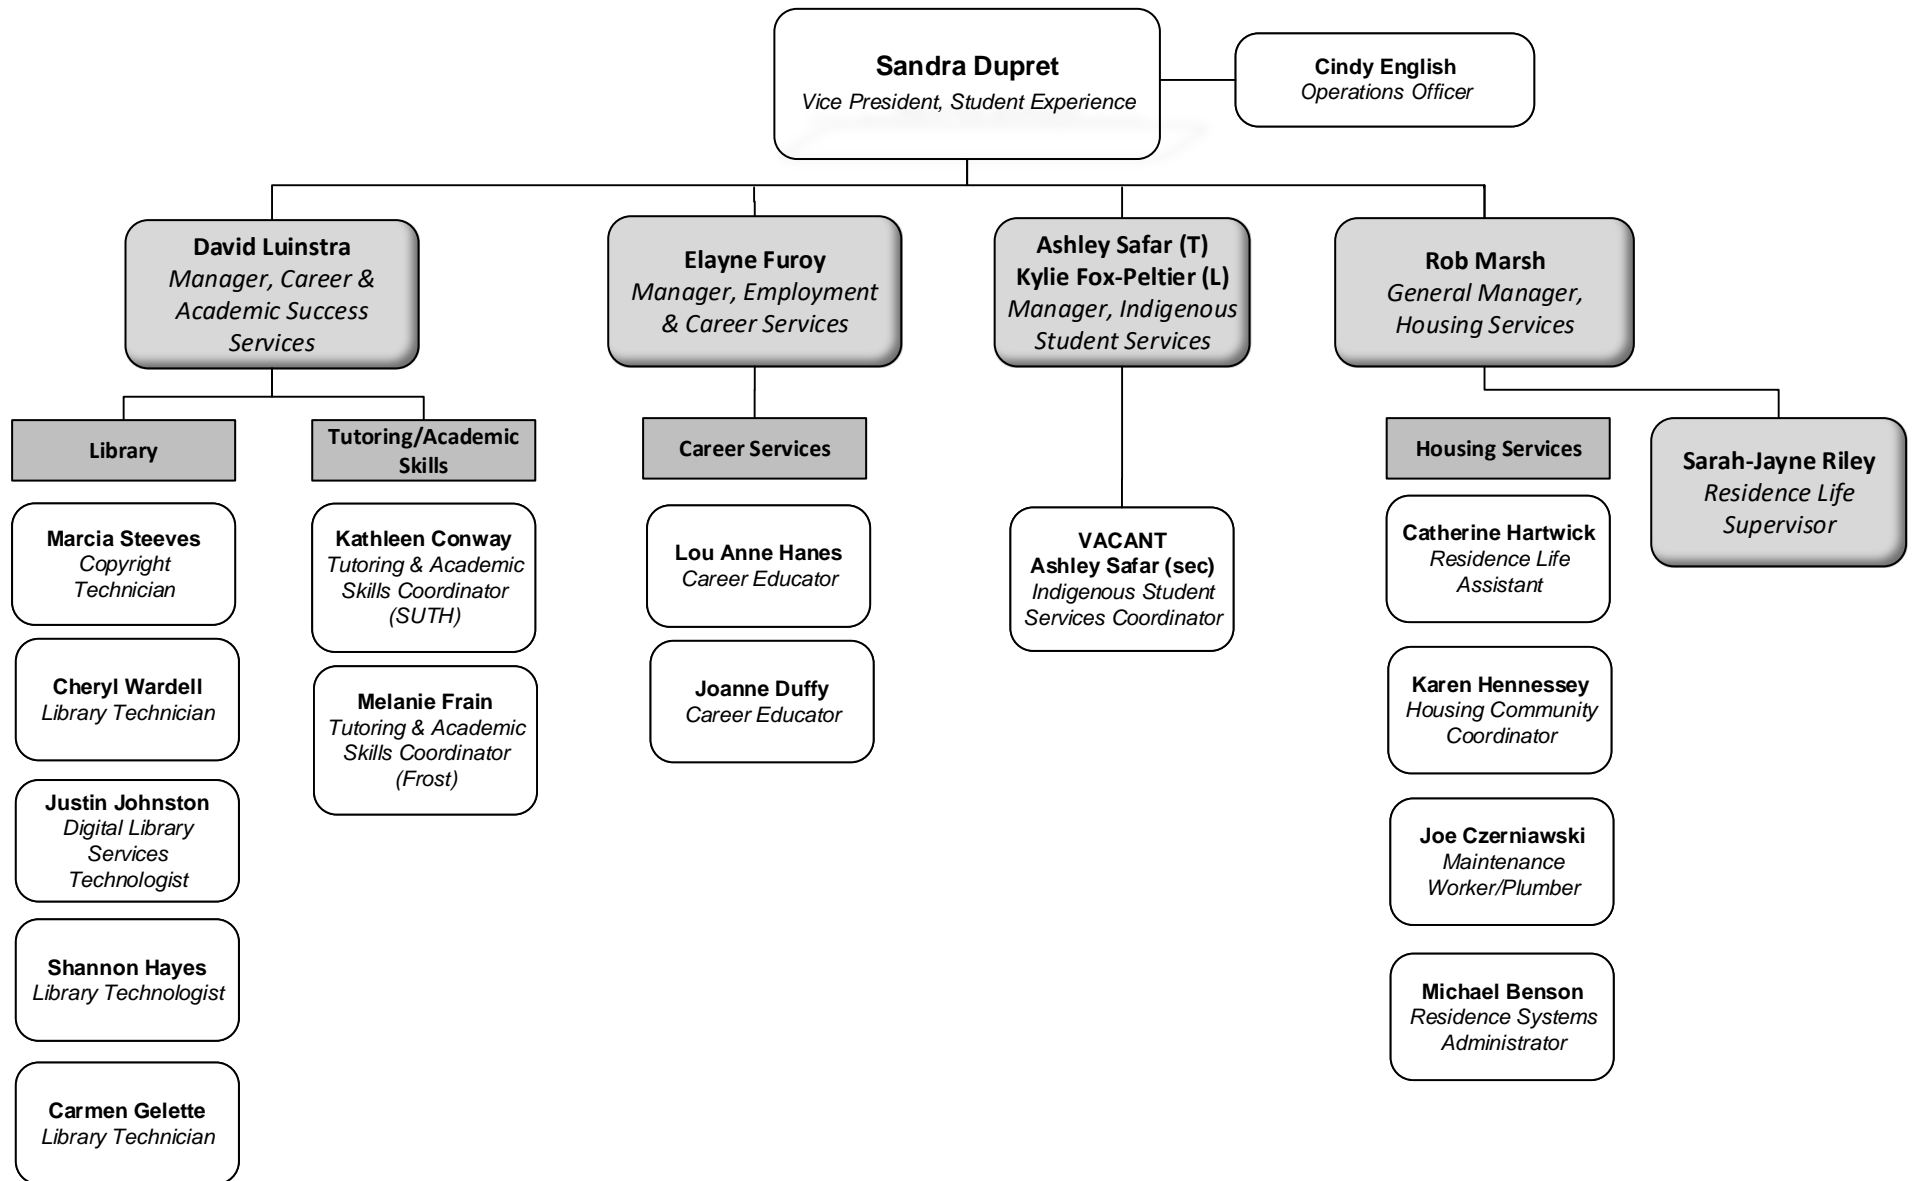 Sandra Dupret
Vice President, Student Experience
Cindy English
Operations Officer
David Luinstra
Manager, Career &
Academic Success
Services
Elayne Furoy
Manager, Employment
& Career Services
Ashley Safar (T)
Kylie Fox-Peltier (L)
Manager, Indigenous
Student Services
Rob Marsh
General Manager,
Housing Services
Library
Marcia Steeves
Copyright
Technician
Cheryl Wardell
Library Technician
Justin Johnston
Digital Library
Services
Technologist
Shannon Hayes
Library Technologist
Carmen Gelette
Library Technician
Tutoring/Academic
Skills
Kathleen Conway
Tutoring & Academic
Skills Coordinator
(SUTH)
Melanie Frain
Tutoring & Academic
Skills Coordinator
(Frost)
Career Services
Lou Anne Hanes
Career Educator
Joanne Duffy
Career Educator
VACANT
Ashley Safar (sec)
Indigenous Student
Services Coordinator
Housing Services
Catherine Hartwick
Residence Life
Assistant
Karen Hennessey
Housing Community
Coordinator
Joe Czerniawski
Maintenance
Worker/Plumber
Michael Benson
Residence Systems
Administrator
Sarah-Jayne Riley
Residence Life
Supervisor